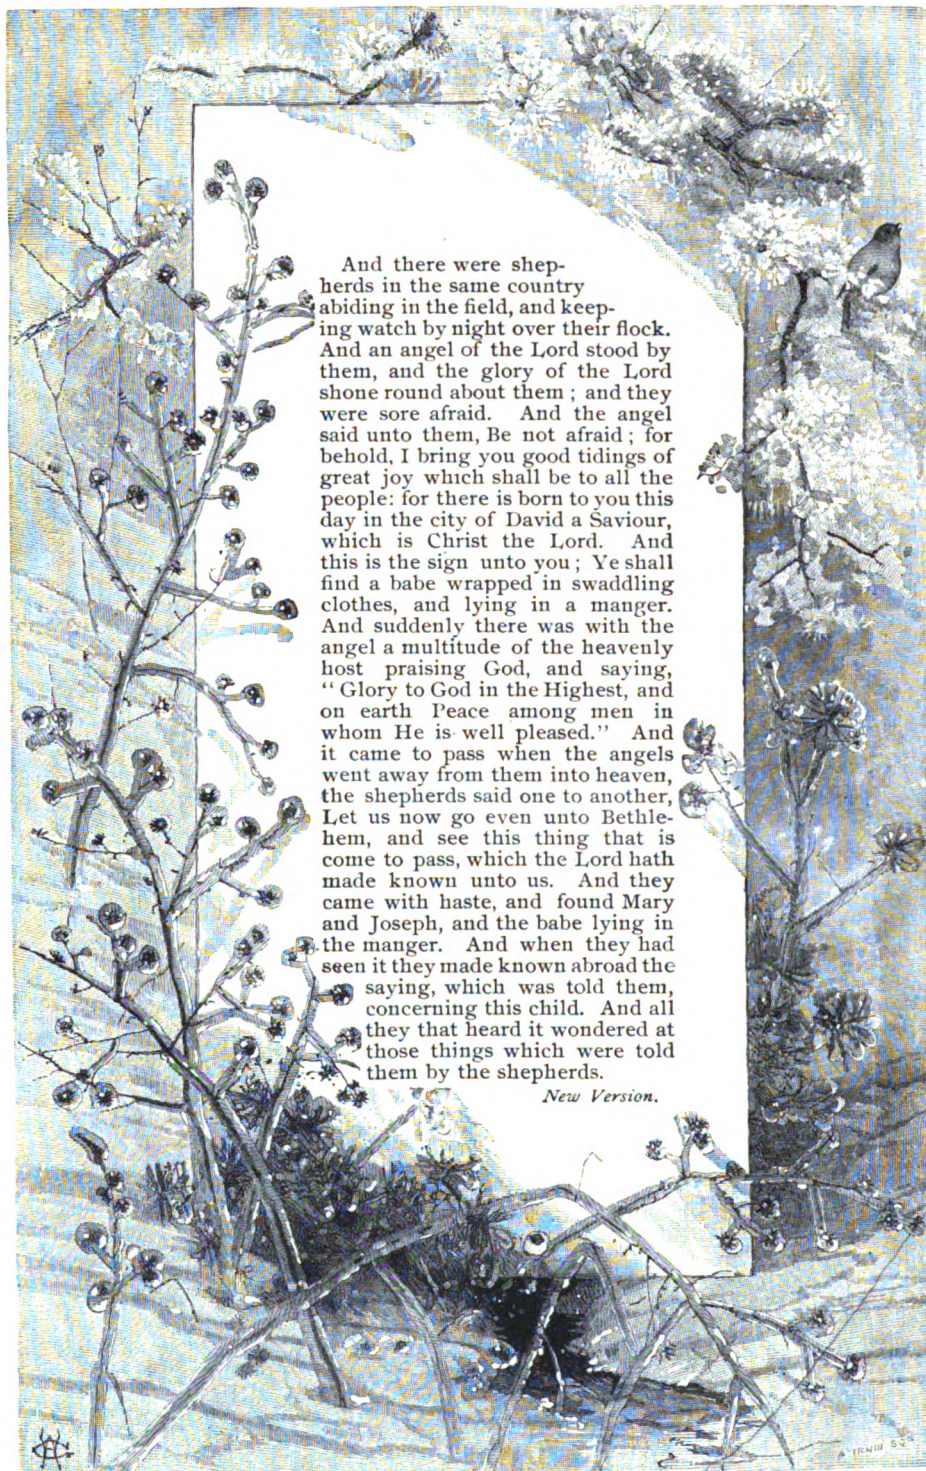 And there were shep-
herds in the same country
abiding in the field, and keep-
ing watch by night over their flock.
And an angel of the Lord stood by
them, and the glory of the Lord
shone round about them ; and they
were sore afraid. And the angel
said unto them, Be not afraid ; for
behold, I bring you good tidings of
great joy which shall be to all the
people: for there is born to you this
day in the city of David a Saviour,
which is Christ the Lord. And
this is the sign unto you ; Ye shall
find a babe wrapped in swaddling
clothes, and lying in a manger.
And suddenly there was with the
angel a multitude of the heavenly
host praising God, and saying,
“ Glory to God in the Highest, and
on earth Peace among men in
whom He is well pleased.” And
it came to pass when the angels
went away from them into heaven,
the shepherds said one to another,
Let us now go even unto Bethle-
hem, and see this thing that is
come to pass, which the Lord hath
made known unto us. And they
came with haste, and found Mary
and Joseph, and the babe lying in
the manger. And when they had
seen it they made known abroad the
saying, which was told them,
concerning this child. And all
they that heard it wondered at
those things which were told
them by the shepherds.
New Version.
IRWIN